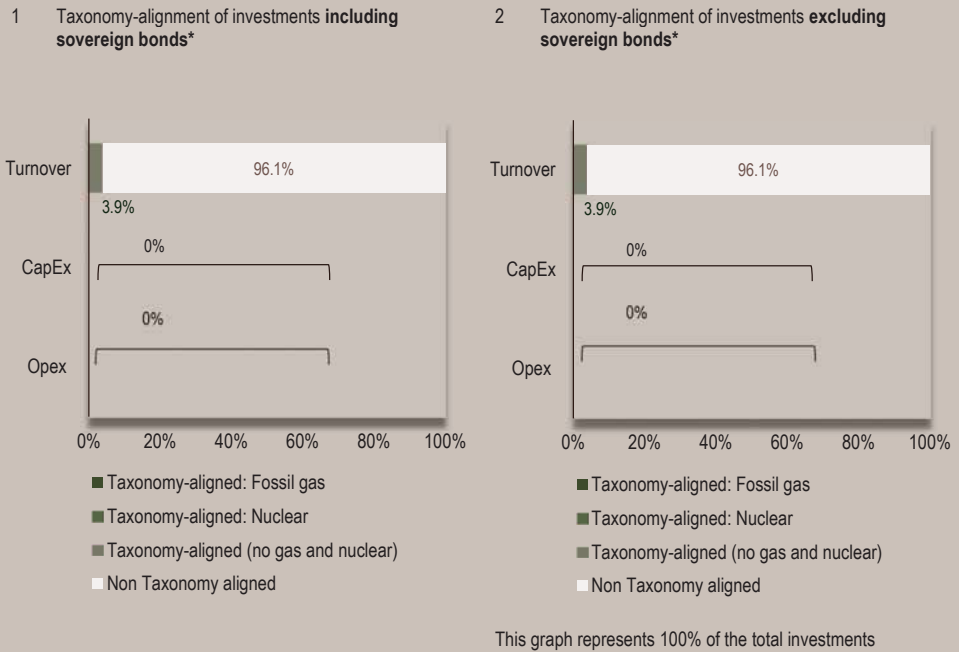 1 Taxonomy-alignment of investments including
sovereign bonds*
Turnover
96.1%
3.9%
0%
CapEx
0%
Opex
0% 20% 40% 60% 80% 100%
Taxonomy-aligned: Fossil gas
Taxonomy-aligned: Nuclear
Taxonomy-aligned (no gas and nuclear)
Non Taxonomy aligned
2 Taxonomy-alignment of investments excluding
sovereign bonds*
Turnover
96.1%
3.9%
0%
CapEx
0%
Opex
0% 20% 40% 60% 80% 100%
Taxonomy-aligned: Fossil gas
Taxonomy-aligned: Nuclear
Taxonomy-aligned (no gas and nuclear)
Non Taxonomy aligned
This graph represents 100% of the total investments